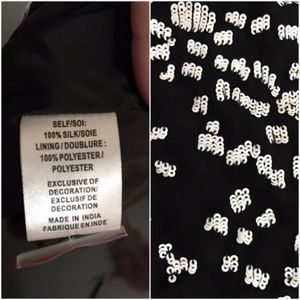 SELF/SOI:
100% SILK/SOIE
LINING/DOUBLURE:
100% POLYESTER/
POLYESTER
EXCLUSIVE OF
DECORATION/
EXCLUSIF DE
DECORATION
MADE IN INDIA
FABRIQUE EN INDE